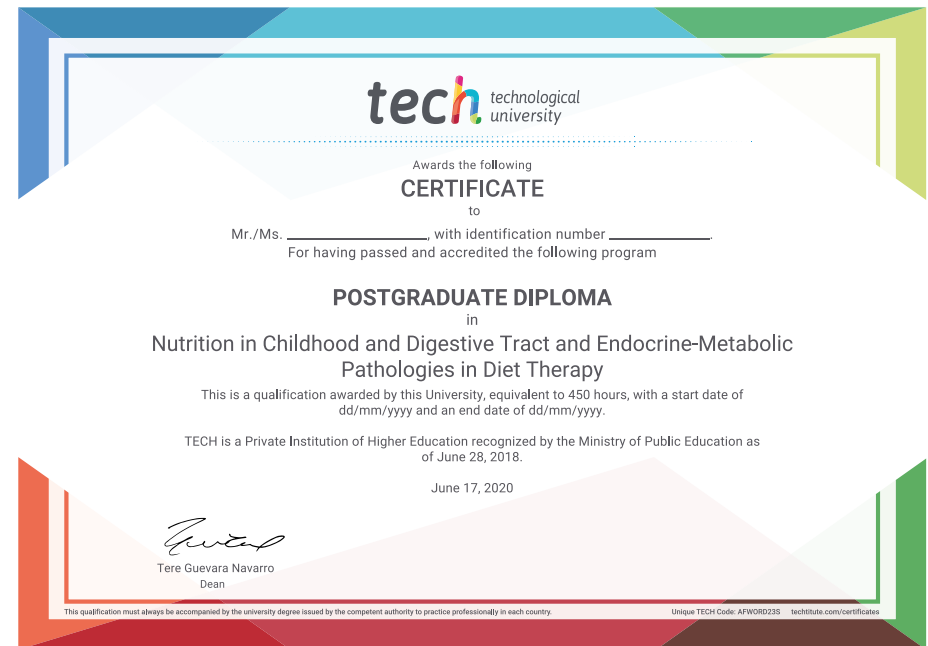 tech technological
university
Awards the following
CERTIFICATE
to
Mr./Ms. ____________, with identification number ____________.
For having passed and accredited the following program
POSTGRADUATE DIPLOMA
in
Nutrition in Childhood and Digestive Tract and Endocrine-Metabolic
Pathologies in Diet Therapy
This is a qualification awarded by this University, equivalent to 450 hours, with a start date of
dd/mm/yyyy and an end date of dd/mm/yyyy.
TECH is a Private Institution of Higher Education recognized by the Ministry of Public Education as
of June 28, 2018.
June 17, 2020
Tere Guevara Navarro
Dean
This qualification must always be accompanied by the university degree issued by the competent authority to practice professionally in each country.
Unique TECH Code: AFWORD23S techtitute.com/certificates